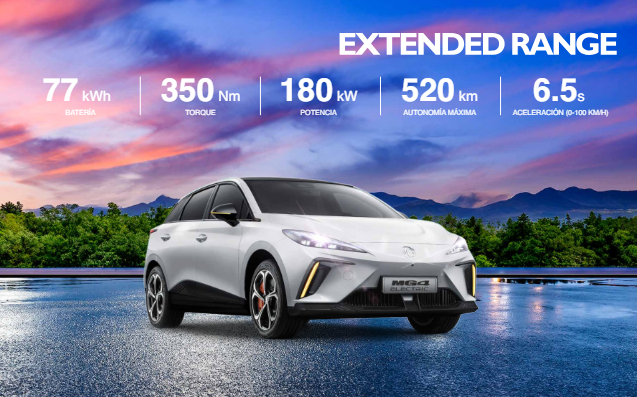 EXTENDED RANGE
77 kWh
BATERÍA
350 Nm
TORQUE
180 kW
POTENCIA
520 km
AUTONOMÍA MÁXIMA
6.5s
ACELERACIÓN (0-100 KM/H)
MG4
ELECTRIC